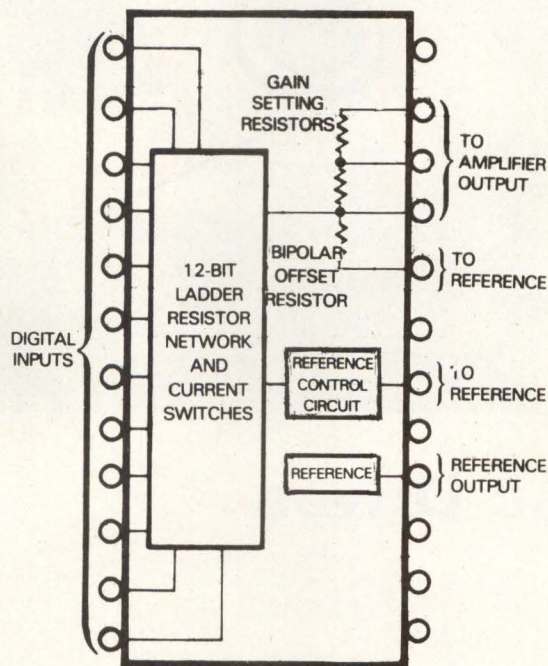 GAIN
SETTING
RESISTORS
TO
AMPLIFIER
OUTPUT
BIPOLAR
OFFSET
RESISTOR
TO
REFERENCE
DIGITAL
INPUTS
12-BIT
LADDER
RESISTOR
NETWORK
AND
CURRENT
SWITCHES
REFERENCE
CONTROL
CIRCUIT
TO
REFERENCE
REFERENCE
REFERENCE
OUTPUT